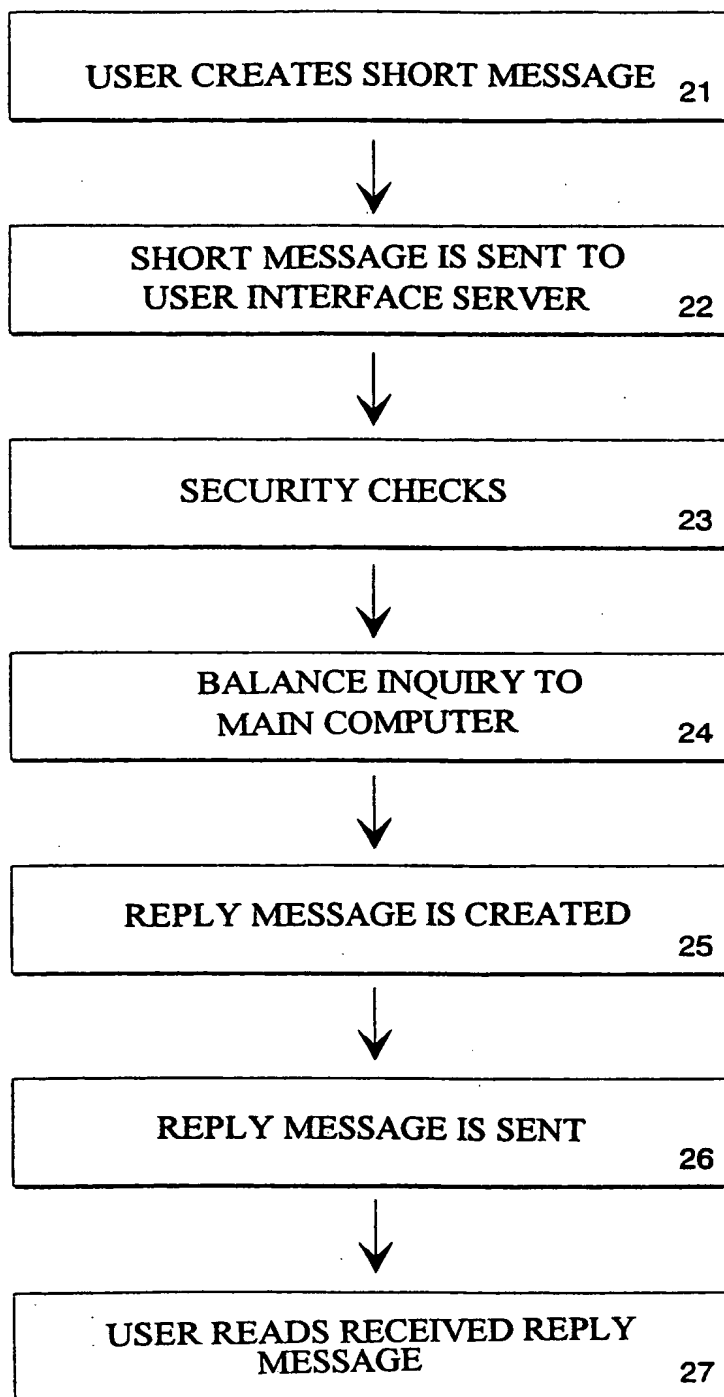 USER CREATES SHORT MESSAGE 21
SHORT MESSAGE IS SENT TO
USER INTERFACE SERVER 22
SECURITY CHECKS
23
BALANCE INQUIRY TO
MAIN COMPUTER 24
REPLY MESSAGE IS CREATED
25
REPLY MESSAGE IS SENT
26
USER READS RECEIVED REPLY
MESSAGE 27